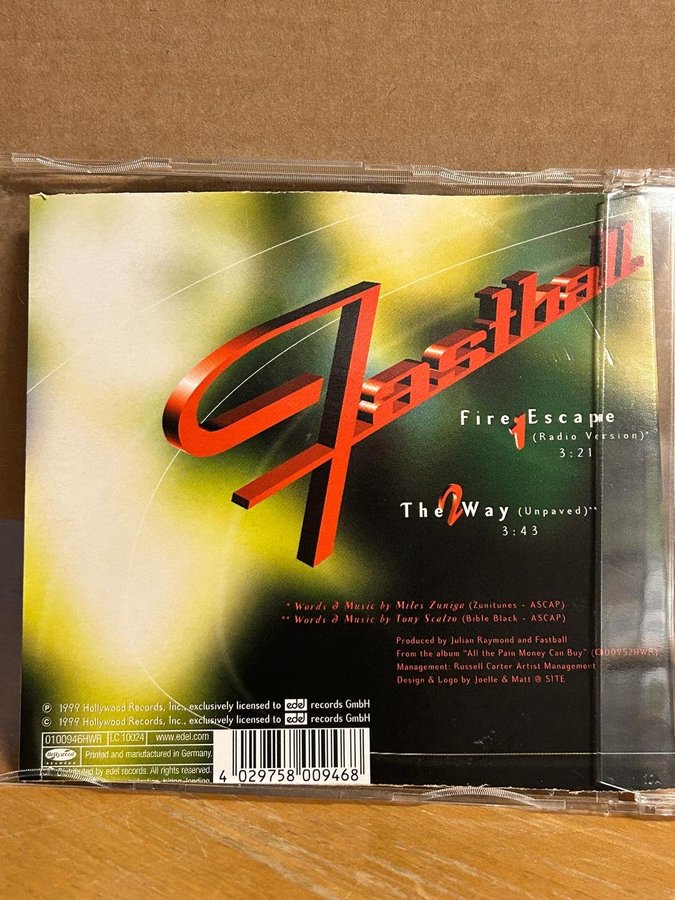 Fastball
Fire 1 Escape
(Radio Version)*
3:21
The 2 Way (Unpaved)**
3:43
* Words & Music by Miles Zuniga (Zunitunes - ASCAP)
** Words & Music by Tony Scalzo (Bible Black - ASCAP)
Produced by Julian Raymond and Fastball
From the album "All the Pain Money Can Buy" (0100952HWR)
Management: Russell Carter Artist Management
Design & Logo by Joelle & Matt @ SITE
℗ 1999 Hollywood Records, Inc., exclusively licensed to edel records GmbH
© 1999 Hollywood Records, Inc., exclusively licensed to edel records GmbH
0100946HWR LC 10024 www.edel.com
Hollywood RECORDS
Printed and manufactured in Germany.
Distributed by edel records. All rights reserved.
4 029758 009468